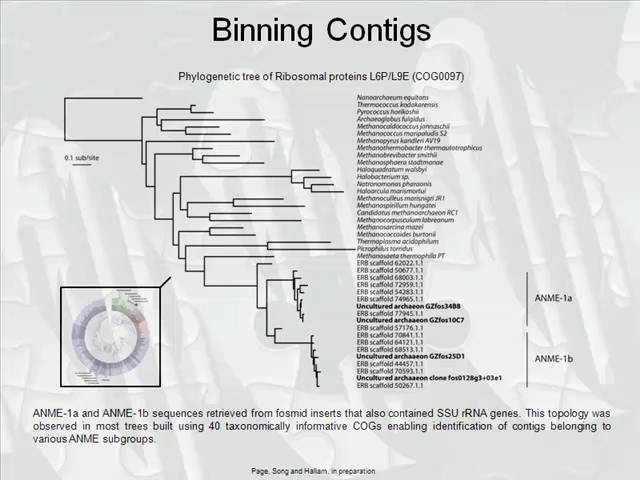 Binning Contigs
Phylogenetic tree of Ribosomal proteins L6P/L9E (COG0097)
Nanoarchaeum equitans
Thermococcus kodakarensis
Pyrococcus horikoshii
Archaeoglobus fulgidus
Methanocaldococcus jannaschii
Methanococcus maripaludis S2
Methanopyrus kandleri AV19
Methanothermobacter thermautotrophicus
Methanobrevibacter smithii
Methanosphaera stadtmanae
Haloquadratum walsbyi
Halobacterium sp.
Natronomonas pharaonis
Haloarcula marismortui
Methanoculleus marisnigri JR1
Methanospirillum hungatei
Candidatus methanoarchaeon RC1
Methanocorpusculum labreanum
Methanosarcina mazei
Methanococcoides burtonii
Thermoplasma acidophilum
Picrophilus torridus
Methanosaeta thermophila PT
ERB scaffold 62022.1.1
ERB scaffold 50677.1.1
ERB scaffold 68003.1.1
ERB scaffold 72959.1.1
ERB scaffold 54283.1.1
ERB scaffold 74965.1.1
Uncultured archaeon GZfos34B8
ERB scaffold 77945.1.1
Uncultured archaeon GZfos10C7
ERB scaffold 57176.1.1
ERB scaffold 70841.1.1
ERB scaffold 64121.1.1
ERB scaffold 68513.1.1
Uncultured archaeon GZfos25D1
ERB scaffold 44457.1.1
ERB scaffold 70593.1.1
Uncultured archaeon clone fos0128g3+03e1
ERB scaffold 50267.1.1
0.1 sub/site
ANME-1a
ANME-1b
ANME-1a and ANME-1b sequences retrieved from fosmid inserts that also contained SSU rRNA genes. This topology was
observed in most trees built using 40 taxonomically informative COGs enabling identification of contigs belonging to
various ANME subgroups.
Page, Song and Hallam, in preparation